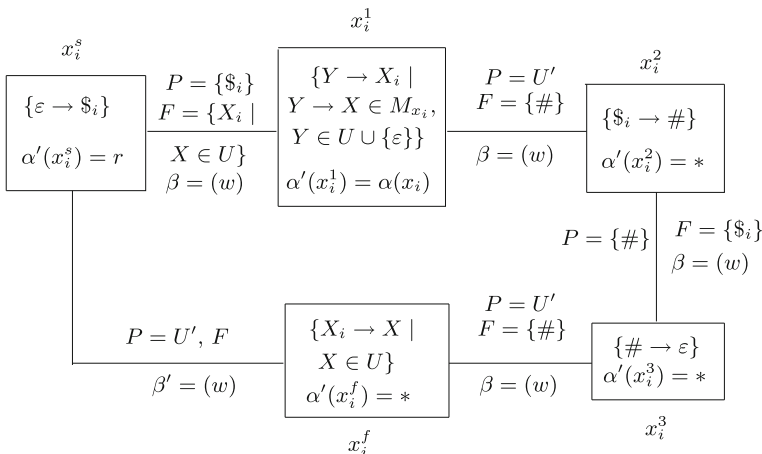 x_i^1
x_i^s
x_i^2
{ε → $_i}
α′(x_i^s) = r
P = {$_i}
F = {X_i |
X ∈ U}
β = (w)
{Y → X_i |
Y → X ∈ M_{x_i},
Y ∈ U ∪ {ε}}
α′(x_i^1) = α(x_i)
P = U′
F = {#}
β = (w)
{$_i → #}
α′(x_i^2) = ∗
P = {#}
F = {$_i}
β = (w)
P = U′, F
β′ = (w)
{X_i → X |
X ∈ U}
α′(x_i^f) = ∗
P = U′
F = {#}
β = (w)
{# → ε}
α′(x_i^3) = ∗
x_i^f
x_i^3